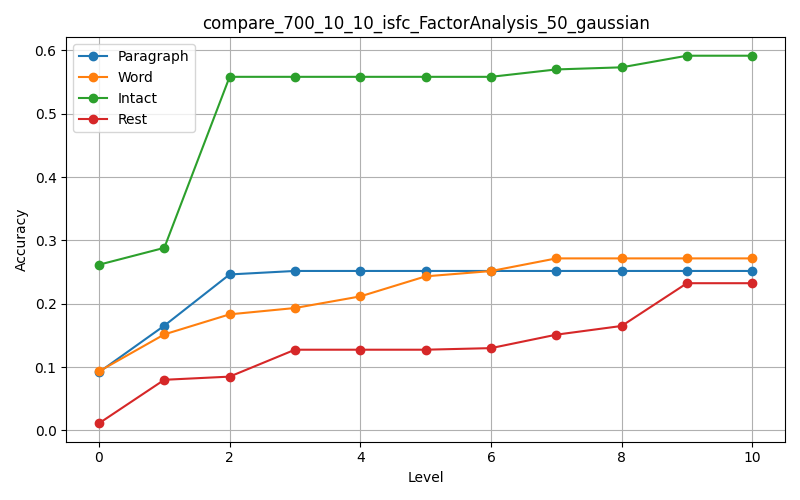 compare_700_10_10_isfc_FactorAnalysis_50_gaussian
Paragraph
Word
Intact
Rest
Accuracy
0.6
0.5
0.4
0.3
0.2
0.1
0.0
0 2 4 6 8 10
Level